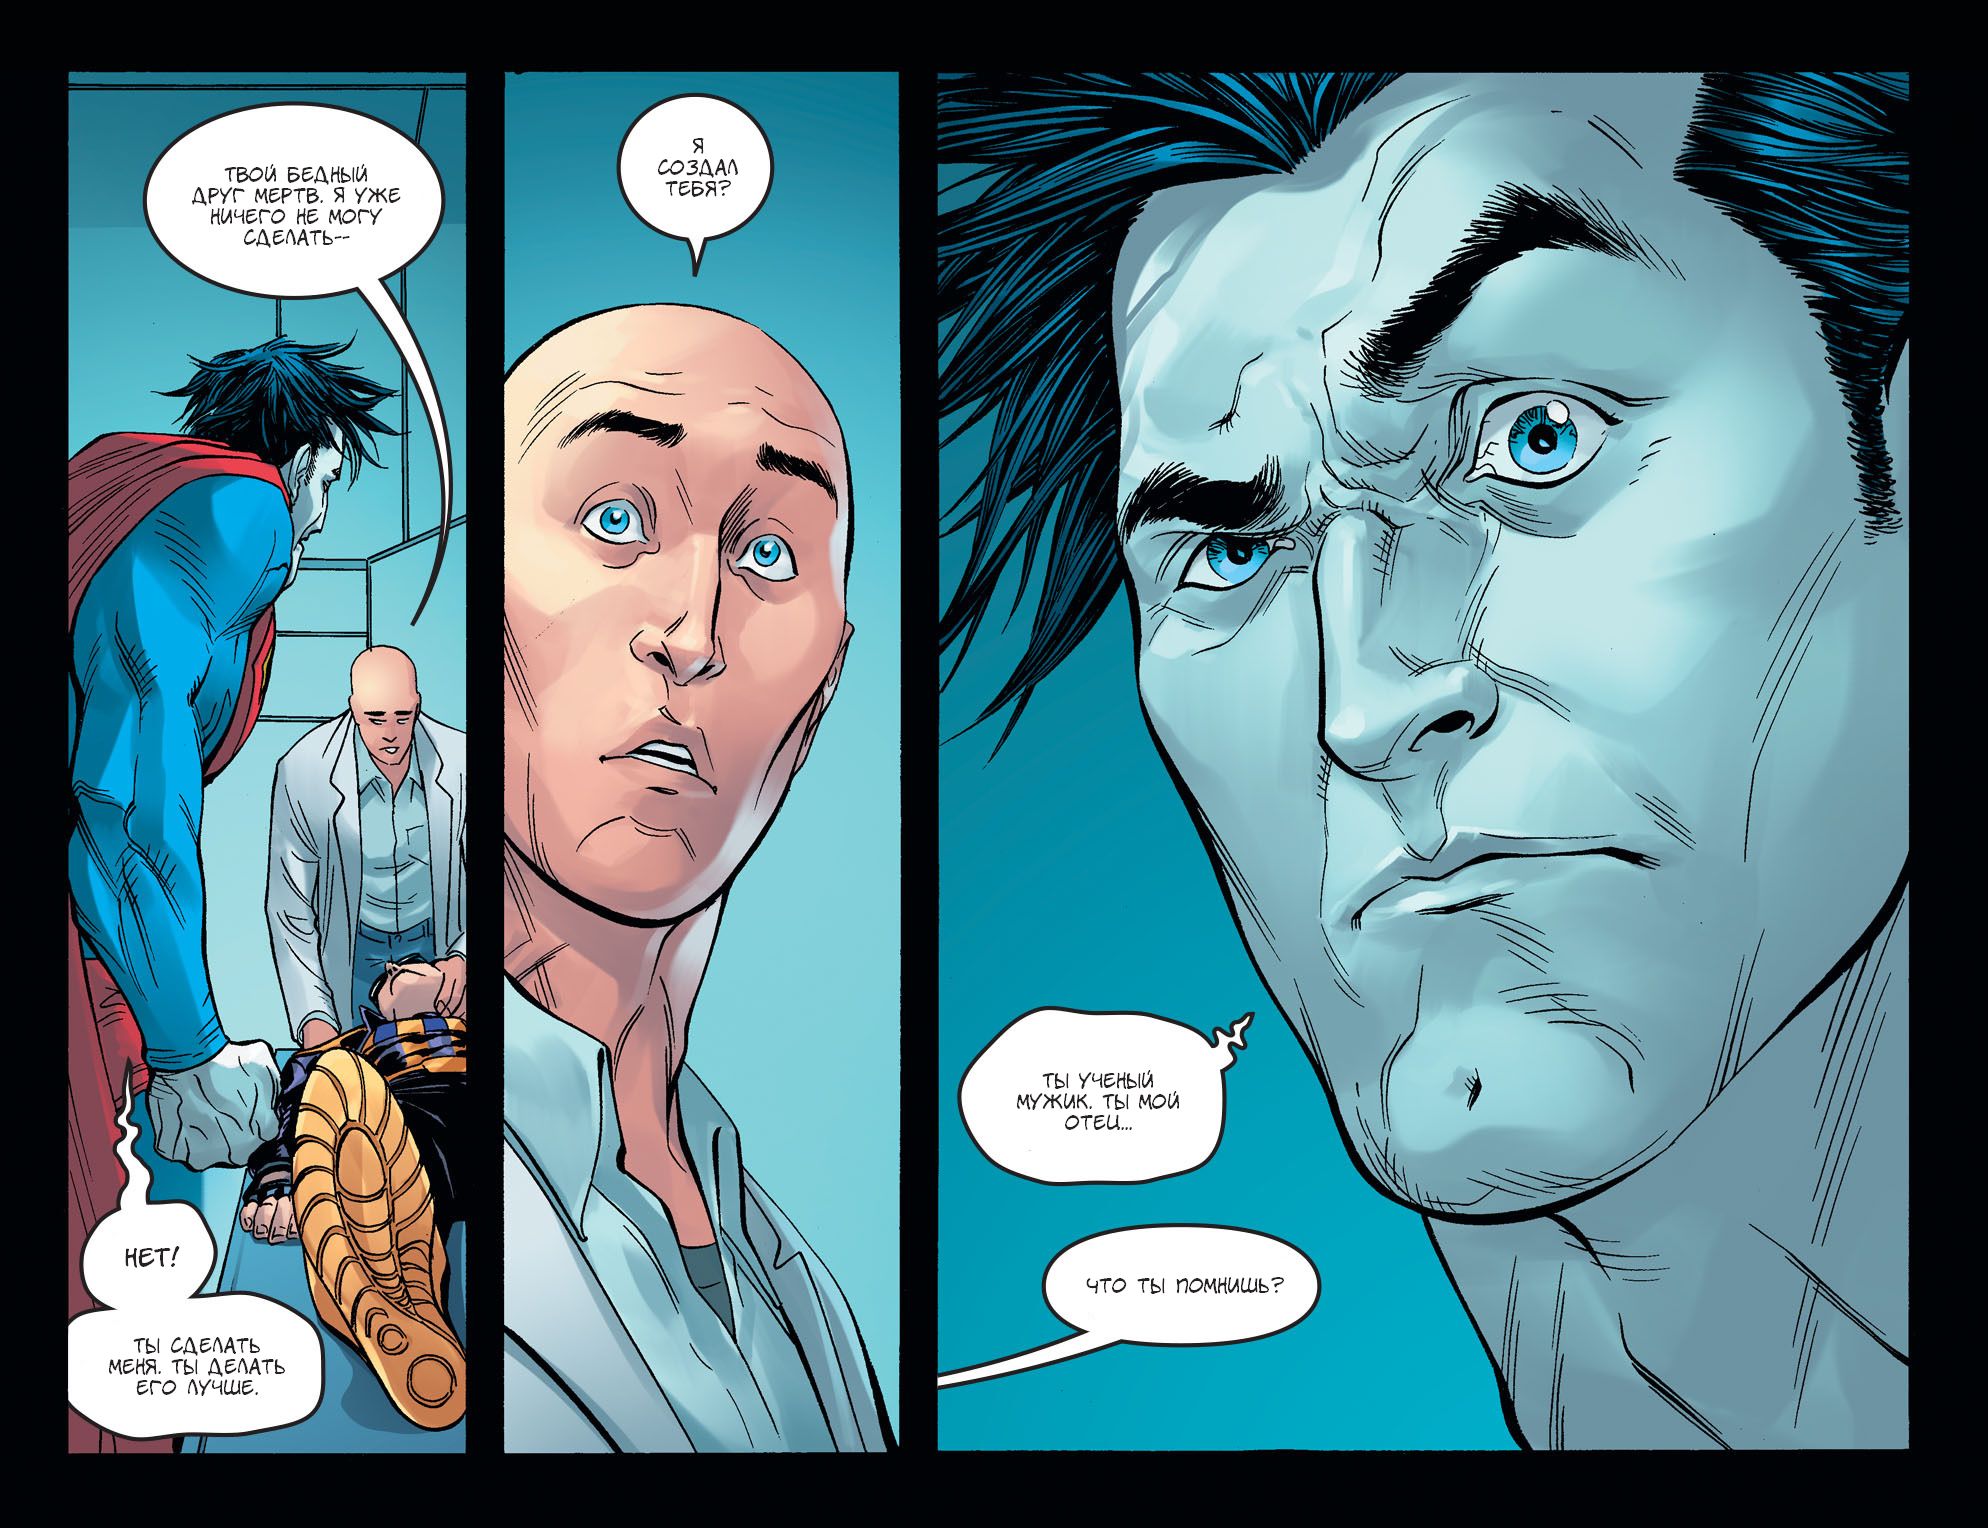 ТВОЙ БЕДНЫЙ
ДРУГ МЕРТВ. Я УЖЕ
НИЧЕГО НЕ МОГУ
СДЕЛАТЬ--
НЕТ!
ТЫ СДЕЛАТЬ
МЕНЯ. ТЫ ДЕЛАТЬ
ЕГО ЛУЧШЕ.
Я
СОЗДАЛ
ТЕБЯ?
ТЫ УЧЕНЫЙ
МУЖИК. ТЫ МОЙ
ОТЕЦ...
ЧТО ТЫ ПОМНИШЬ?